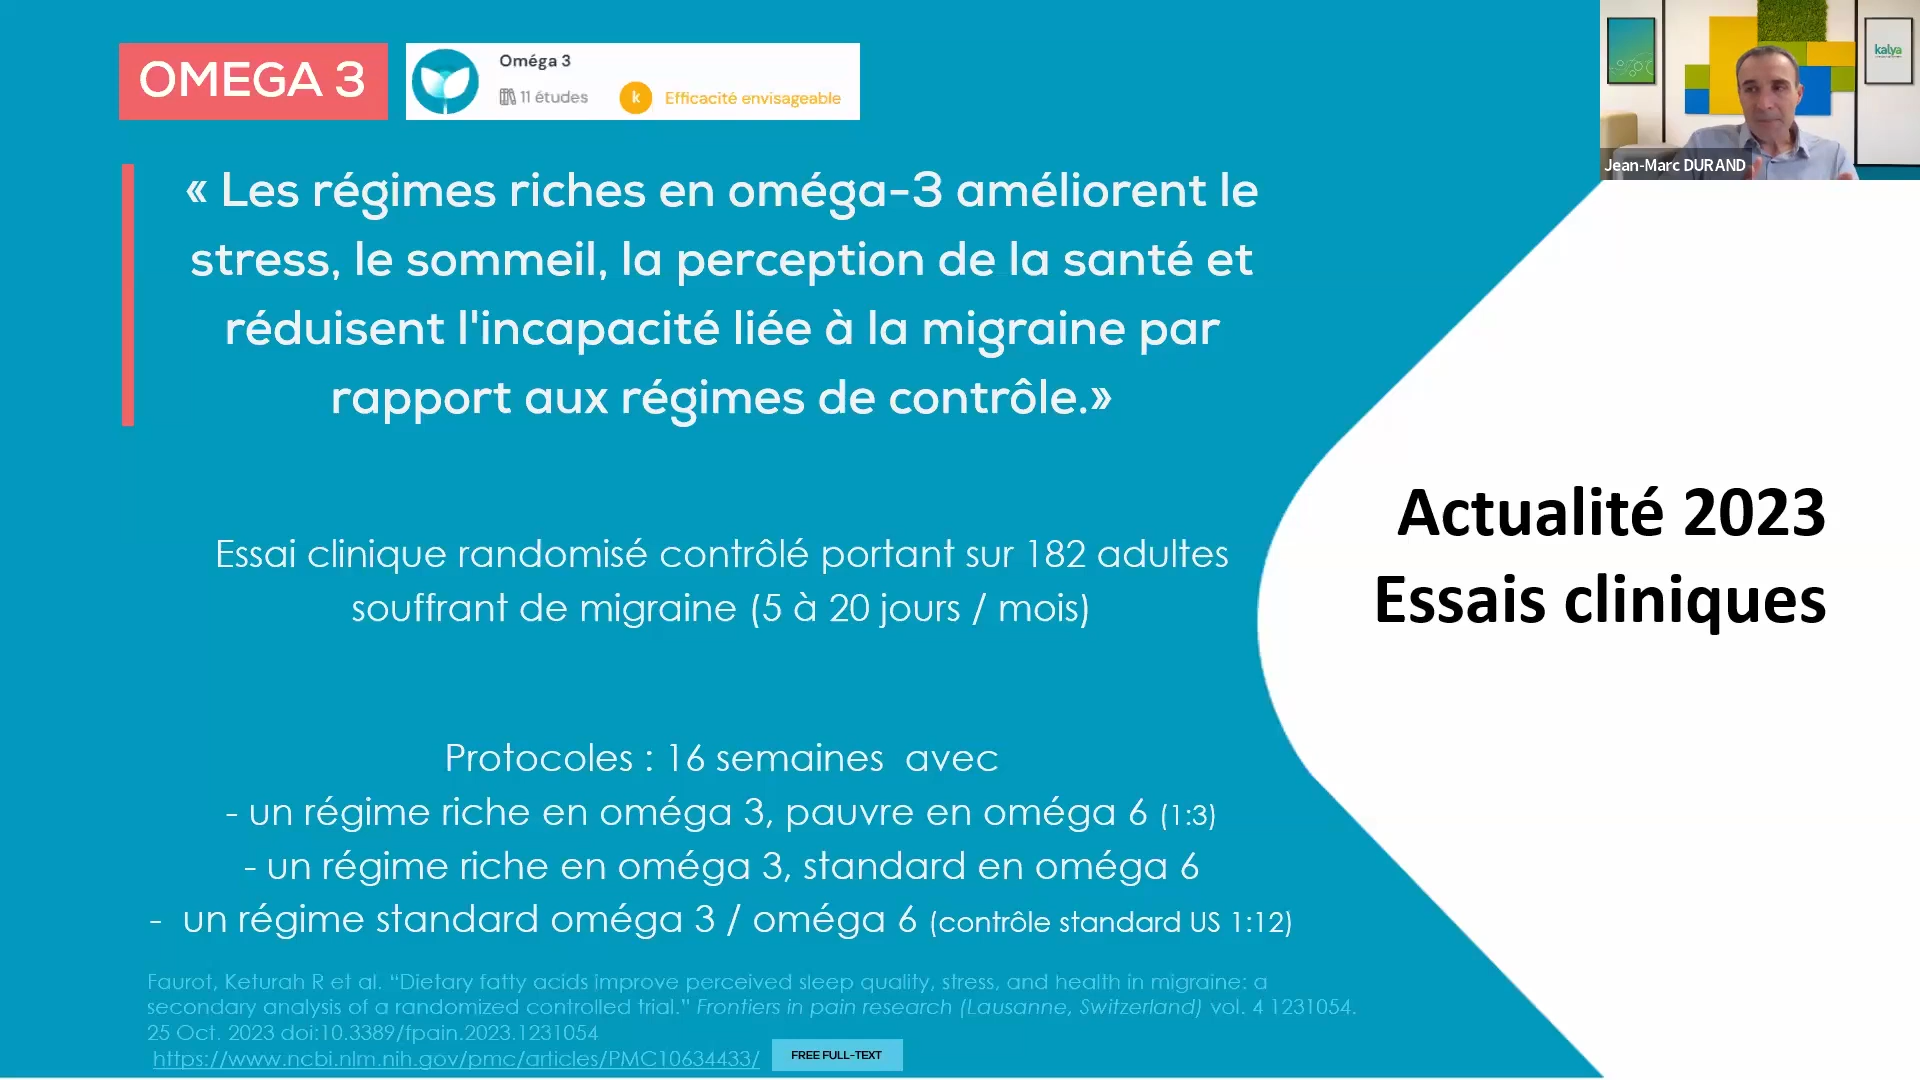 OMEGA 3
Oméga 3
11 études
k
Efficacité envisageable
kalya
Jean-Marc DURAND
« Les régimes riches en oméga-3 améliorent le
stress, le sommeil, la perception de la santé et
réduisent l'incapacité liée à la migraine par
rapport aux régimes de contrôle.»
Actualité 2023
Essais cliniques
Essai clinique randomisé contrôlé portant sur 182 adultes
souffrant de migraine (5 à 20 jours / mois)
Protocoles : 16 semaines  avec
- un régime riche en oméga 3, pauvre en oméga 6 (1:3)
- un régime riche en oméga 3, standard en oméga 6
-  un régime standard oméga 3 / oméga 6 (contrôle standard US 1:12)
Faurot, Keturah R et al. “Dietary fatty acids improve perceived sleep quality, stress, and health in migraine: a
secondary analysis of a randomized controlled trial.” Frontiers in pain research (Lausanne, Switzerland) vol. 4 1231054.
25 Oct. 2023 doi:10.3389/fpain.2023.1231054
https://www.ncbi.nlm.nih.gov/pmc/articles/PMC10634433/
FREE FULL-TEXT